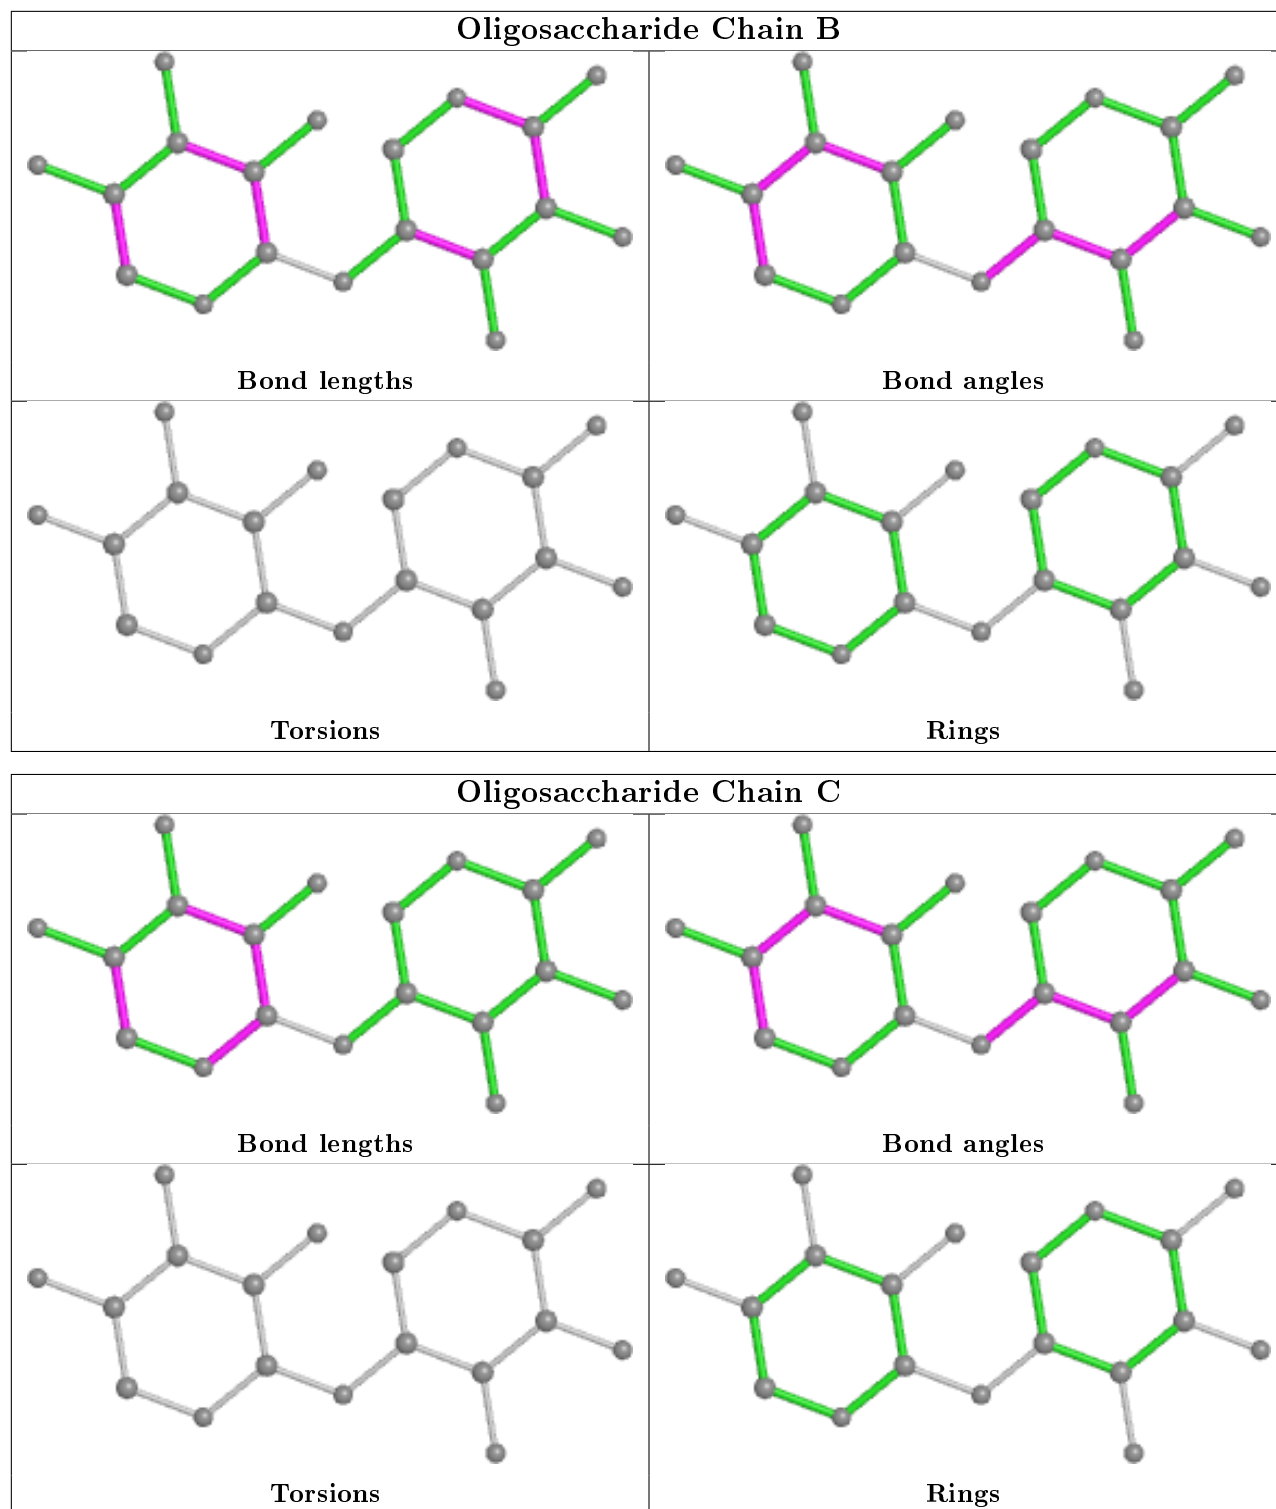 Oligosaccharide Chain B
Bond lengths
Bond angles
Torsions
Rings
Oligosaccharide Chain C
Bond lengths
Bond angles
Torsions
Rings